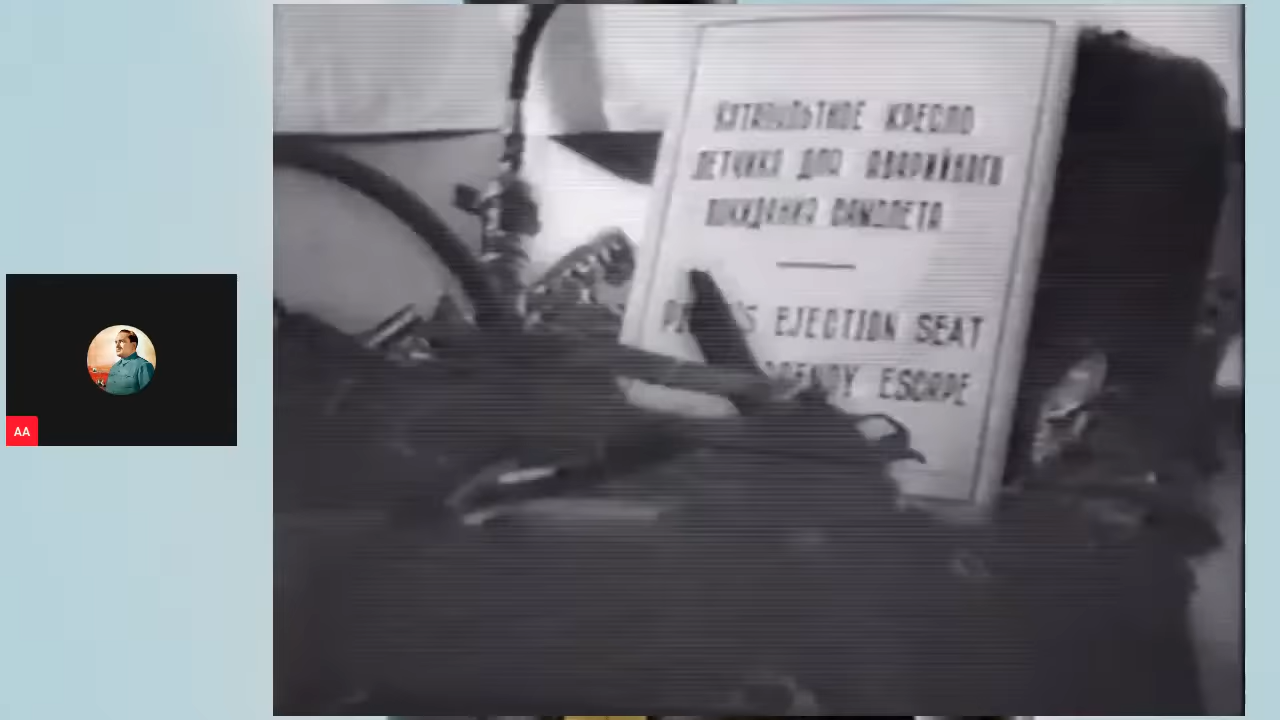 AA
КАТАПУЛЬТНОЕ КРЕСЛО
ЛЕТЧИКА ДЛЯ АВАРИЙНОГО
ПОКИДАНИЯ САМОЛЕТА
EJECTION SEAT
ESCAPE